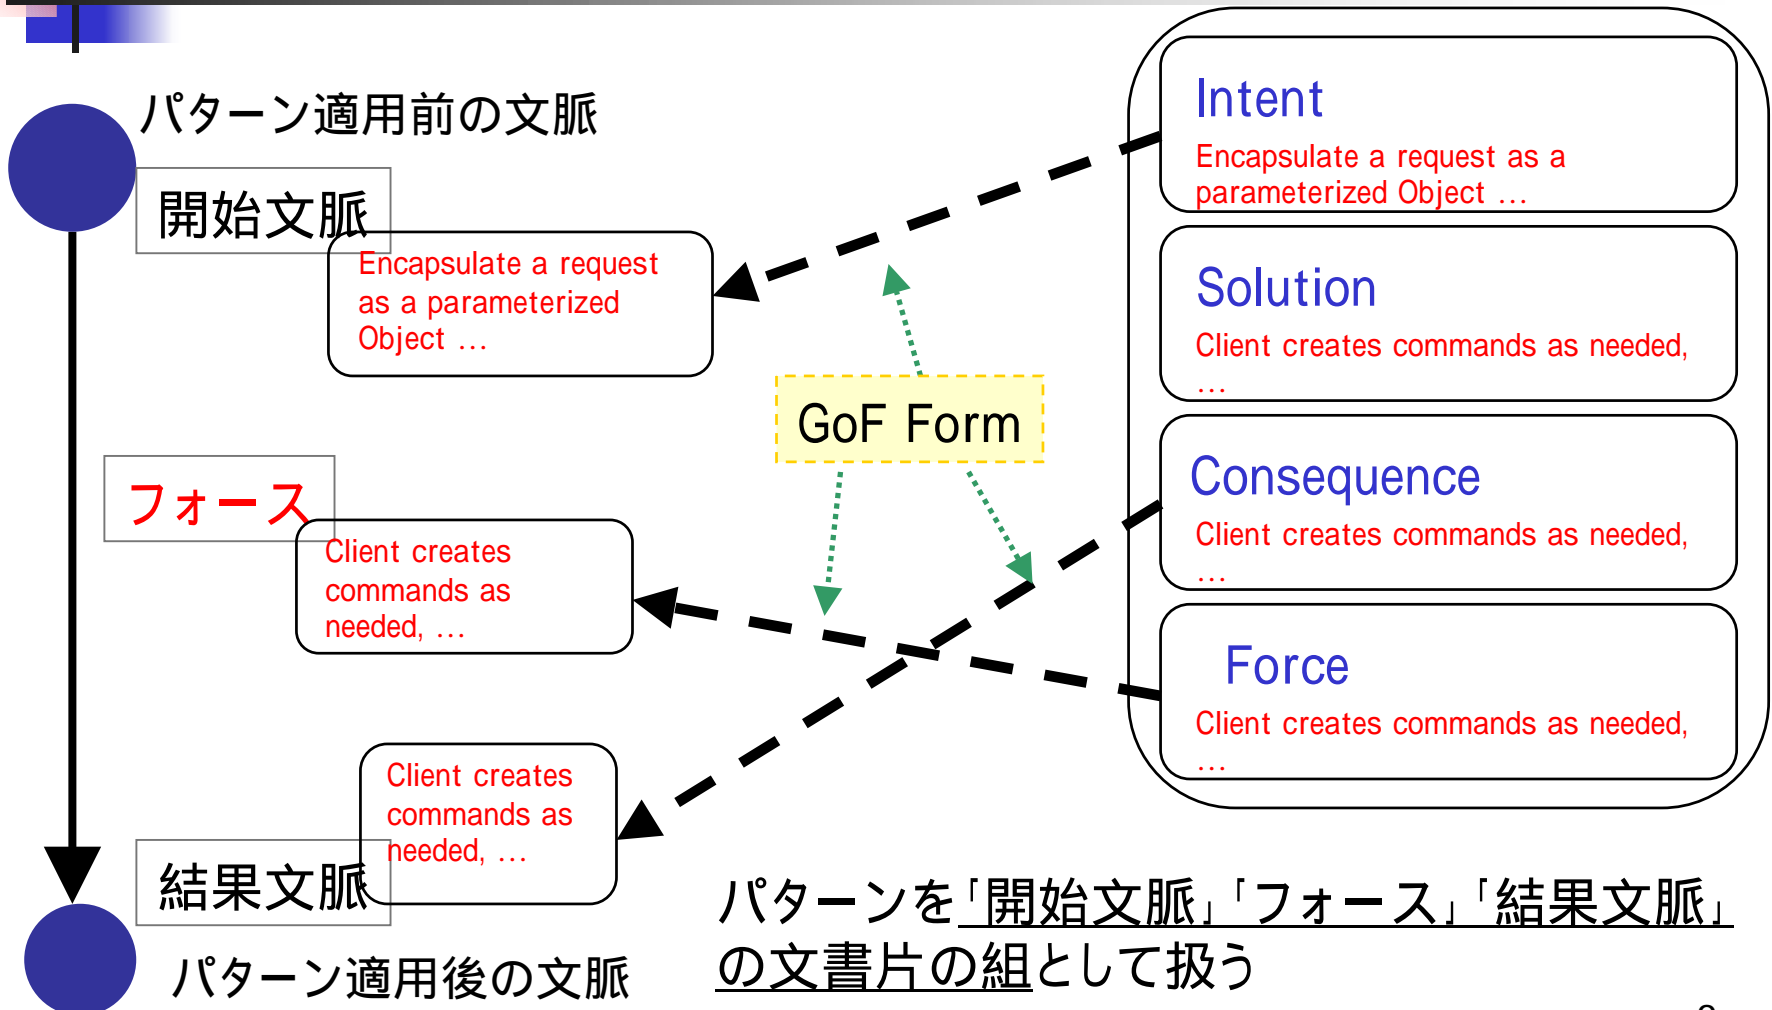 パターン適用前の文脈
開始文脈
Encapsulate a request
as a parameterized
Object …
フォース
Client creates
commands as
needed, …
Client creates
commands as
needed, …
結果文脈
パターン適用後の文脈
GoF Form
Intent
Encapsulate a request as a
parameterized Object …
Solution
Client creates commands as needed,
…
Consequence
Client creates commands as needed,
…
Force
Client creates commands as needed,
…
パターンを「開始文脈」「フォース」「結果文脈」
の文書片の組として扱う